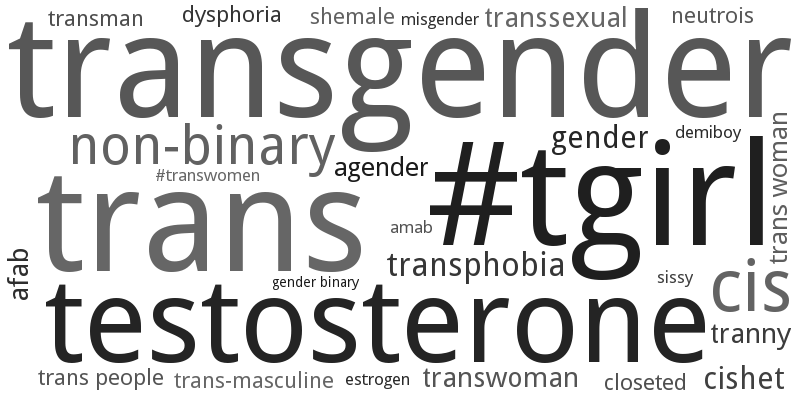 transman
dysphoria
shemale
misgender
transsexual
neutrois
transgender
non-binary
gender
demiboy
trans woman
agender
#transwomen
#tgirl
trans
amab
afab
transphobia
gender binary
sissy
cis
testosterone
tranny
trans people
trans-masculine
estrogen
transwoman
closeted
cishet